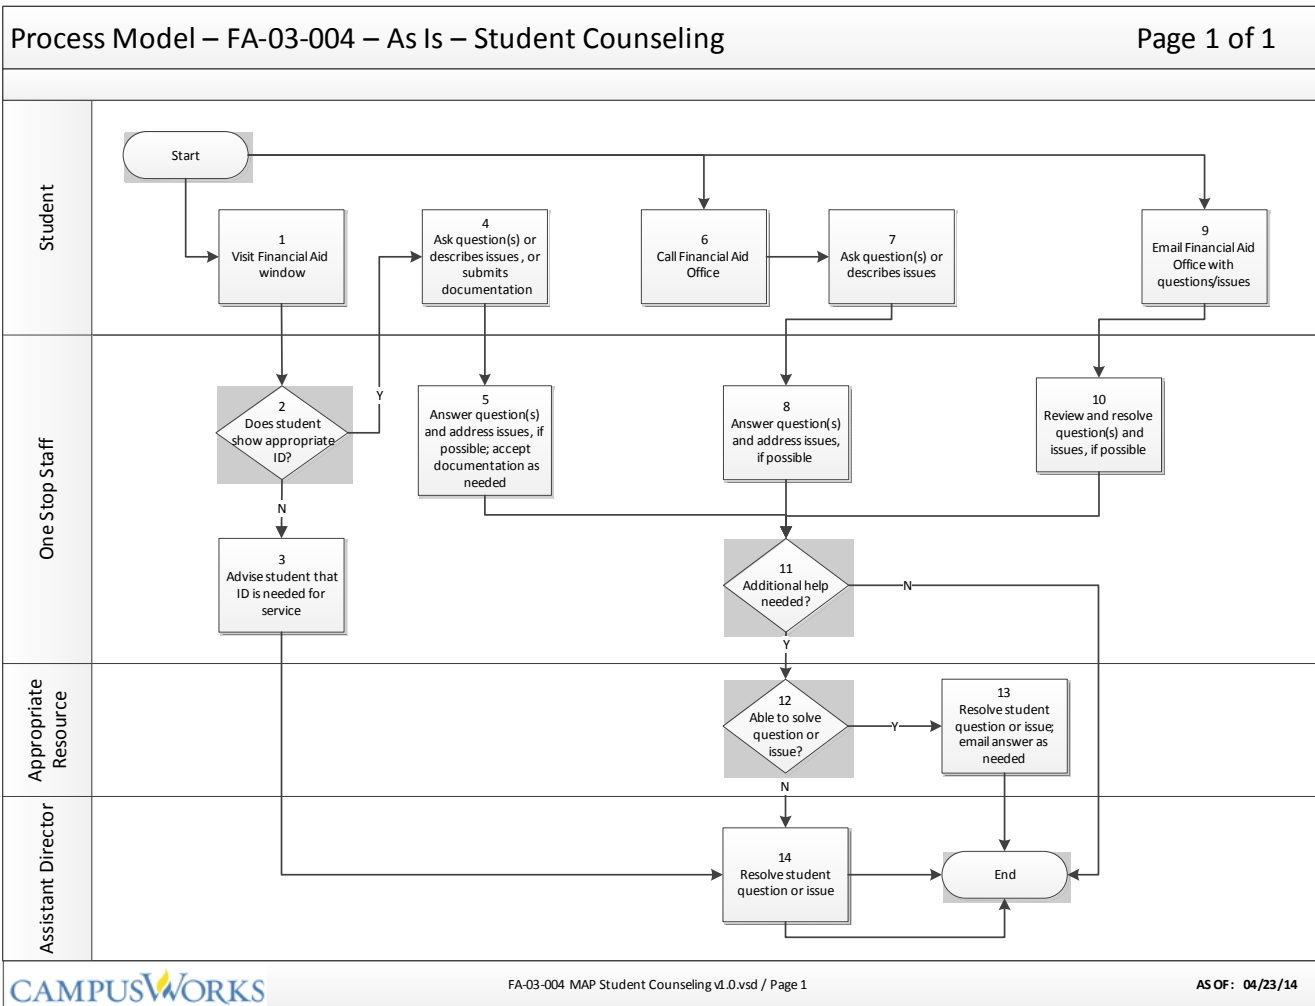 Process Model – FA-03-004 – As Is – Student Counseling
Page 1 of 1
Student
Start
1
Visit Financial Aid
window
4
Ask question(s) or
describes issues, or
submits
documentation
6
Call Financial Aid
Office
7
Ask question(s) or
describes issues
9
Email Financial Aid
Office with
questions/issues
One Stop Staff
2
Does student
show appropriate
ID?
Y
N
3
Advise student that
ID is needed for
service
5
Answer question(s)
and address issues, if
possible; accept
documentation as
needed
8
Answer question(s)
and address issues,
if possible
10
Review and resolve
question(s) and
issues, if possible
11
Additional help
needed?
N
Y
Appropriate
Resource
12
Able to solve
question or
issue?
Y
N
13
Resolve student
question or issue;
email answer as
needed
Assistant Director
14
Resolve student
question or issue
End
CAMPUSWORKS
FA-03-004 MAP Student Counseling v1.0.vsd / Page 1
AS OF: 04/23/14